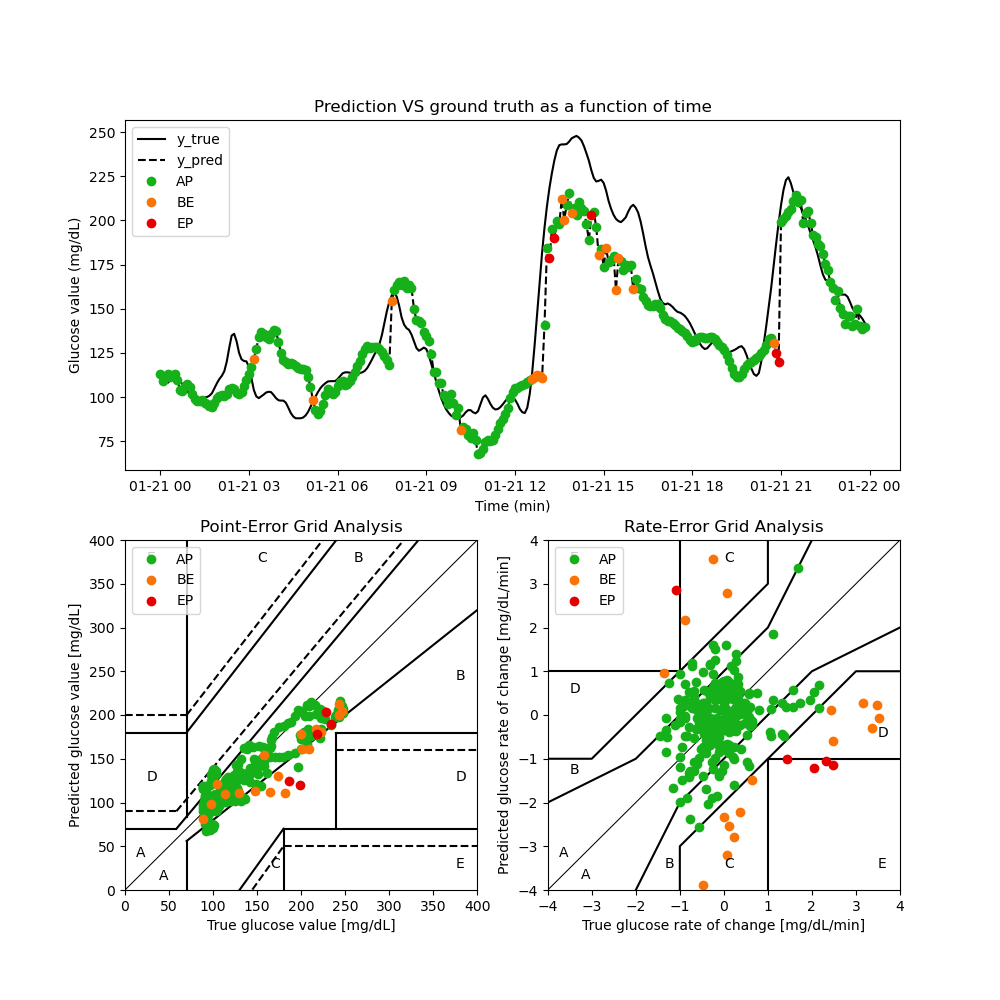 Prediction VS ground truth as a function of time
250
225
200
175
150
125
100
75
Glucose value (mg/dL)
y_true
y_pred
AP
BE
EP
01-21 00 01-21 03 01-21 06 01-21 09 01-21 12 01-21 15 01-21 18 01-21 21 01-22 00
Time (min)
Point-Error Grid Analysis
400
350
300
250
200
150
100
50
0
Predicted glucose value [mg/dL]
AP
BE
EP
C B
B
D D
A
A
C E
0 50 100 150 200 250 300 350 400
True glucose value [mg/dL]
Rate-Error Grid Analysis
4
3
2
1
0
−1
−2
−3
−4
Predicted glucose rate of change [mg/dL/min]
AP
BE
EP
C
D
D
B
A
A
B C E
−4 −3 −2 −1 0 1 2 3 4
True glucose rate of change [mg/dL/min]